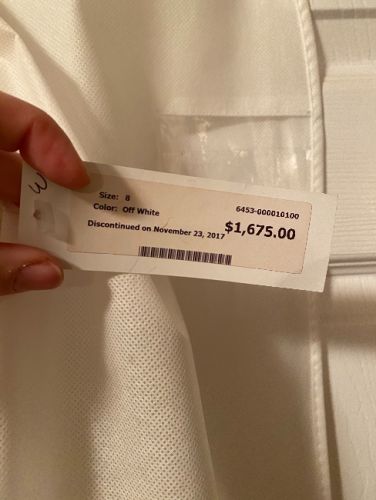 Size: 8
6453-000010100
Color: Off White
$1,675.00
Discontinued on November 23, 2017